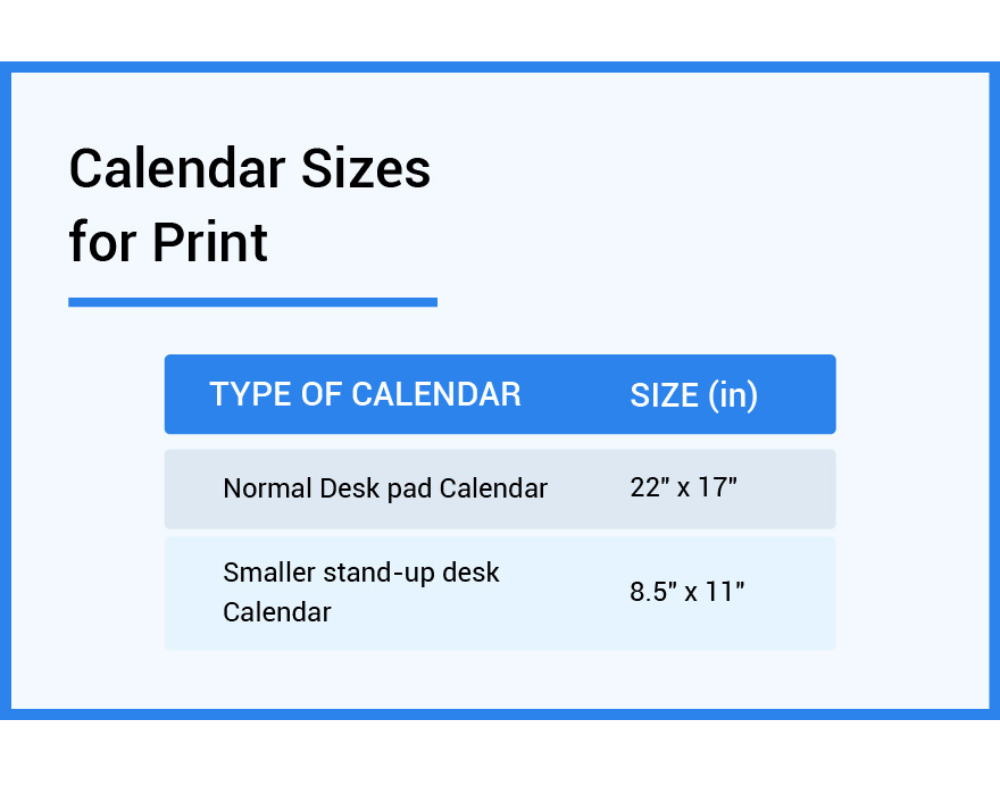 Calendar Sizes
for Print
TYPE OF CALENDAR SIZE (in)
Normal Desk pad Calendar 22" x 17"
Smaller stand-up desk
Calendar
8.5" x 11"